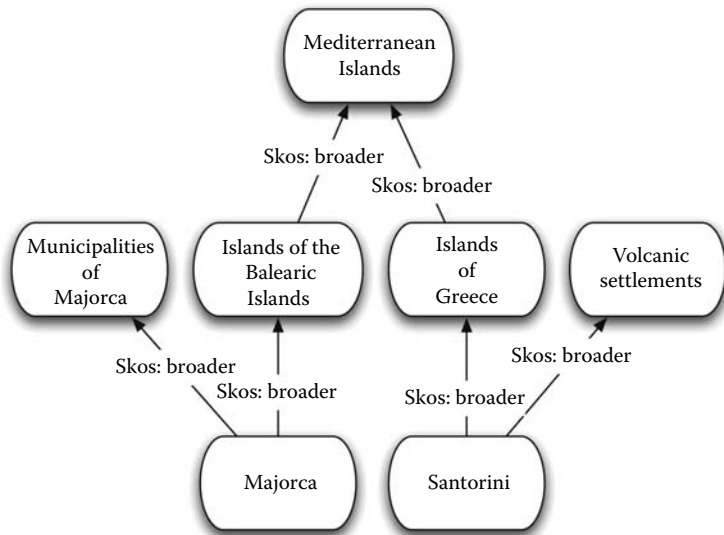 Mediterranean
Islands
Skos: broader
Skos: broader
Municipalities
of
Majorca
Islands of the
Balearic
Islands
Islands
of
Greece
Volcanic
settlements
Skos: broader
Skos: broader
Skos: broader
Skos: broader
Majorca
Santorini